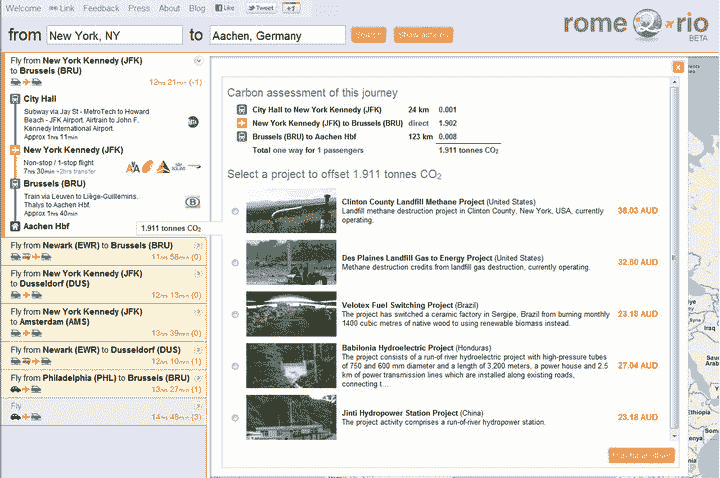 Welcome Link Feedback Press About Blog Like Tweet +1
from New York, NY to Aachen, Germany Search Show actions
rome rio
BETA
Fly from New York Kennedy (JFK)
to Brussels (BRU)
12hrs 21min (-1)
City Hall
Subway via Jay St - MetroTech to Howard
Beach - JFK Airport. Airtrain to John F.
Kennedy International Airport.
Approx 1hrs 11min
New York Kennedy (JFK)
Non-stop / 1-stop flight
7hrs 30min +2hrs transfer
Brussels (BRU)
Train via Leuven to Liège-Guillemins.
Thalys to Aachen Hbf.
Approx 1hrs 40min
Aachen Hbf
1.911 tonnes CO2
Fly from Newark (EWR) to Brussels (BRU)
11hrs 58min (0)
Fly from New York Kennedy (JFK)
to Dusseldorf (DUS)
12hrs 13min (0)
Fly from New York Kennedy (JFK)
to Amsterdam (AMS)
13hrs 39min (0)
Fly from Newark (EWR) to Dusseldorf (DUS)
12hrs 10min (1)
Fly from Philadelphia (PHL) to Brussels (BRU)
13hrs 27min (1)
Fly
14hrs 46min (3)
Carbon assessment of this journey
City Hall to New York Kennedy (JFK) 24 km 0.001
New York Kennedy (JFK) to Brussels (BRU) direct 1.902
Brussels (BRU) to Aachen Hbf 123 km 0.008
Total one way for 1 passengers 1.911 tonnes CO2
Select a project to offset 1.911 tonnes CO2
Clinton County Landfill Methane Project (United States)
Landfill methane destruction project in Clinton County, New York, USA, currently
operating.
38.03 AUD
Des Plaines Landfill Gas to Energy Project (United States)
Methane destruction credits from landfill gas destruction, currently operating.
32.60 AUD
Velotex Fuel Switching Project (Brazil)
The project has switched a ceramic factory in Sergipe, Brazil from burning monthly
1400 cubic metres of native wood to using renewable biomass instead.
23.18 AUD
Babilonia Hydroelectric Project (Honduras)
The project consists of a run-of river hydroelectric project with high-pressure tubes
of 750 and 600 mm diameter and a length of 3,200 meters, a power house and 2.5
km of power transmission lines which are installed along existing roads,
connecting t...
27.04 AUD
Jinti Hydropower Station Project (China)
The project activity comprises a run-of-river hydropower station.
23.18 AUD
Iraq
Saudi
Arabia
Ethiopia